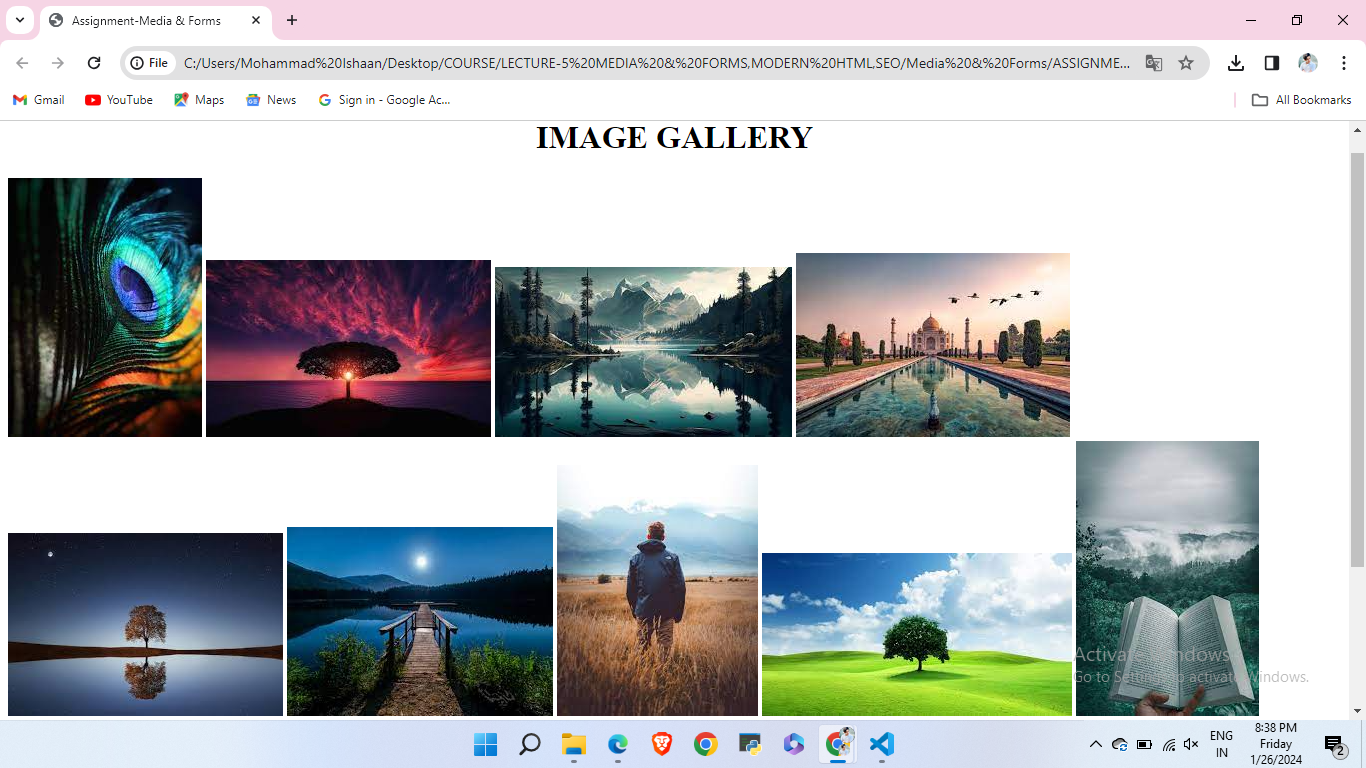 Assignment-Media & Forms
File
C:/Users/Mohammad%20Ishaan/Desktop/COURSE/LECTURE-5%20MEDIA%20&%20FORMS,MODERN%20HTML,SEO/Media%20&%20Forms/ASSIGNME...
Gmail
YouTube
Maps
News
Sign in - Google Ac...
All Bookmarks
IMAGE GALLERY
Activate Windows
Go to Settings to activate Windows.
ENG
IN
8:38 PM
Friday
1/26/2024
2